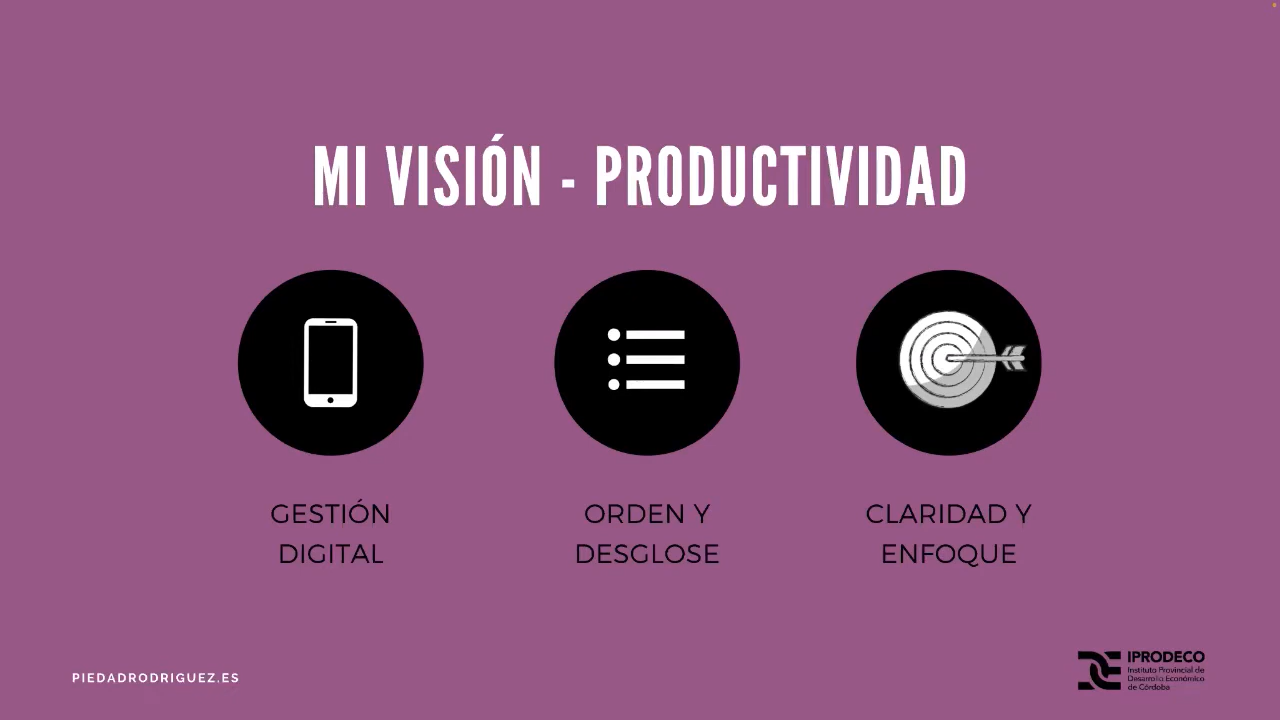 MI VISIÓN - PRODUCTIVIDAD
GESTIÓN
DIGITAL
ORDEN Y
DESGLOSE
CLARIDAD Y
ENFOQUE
PIEDADRODRIGUEZ.ES
IPRODECO
Instituto Provincial de
Desarrollo Económico
de Córdoba